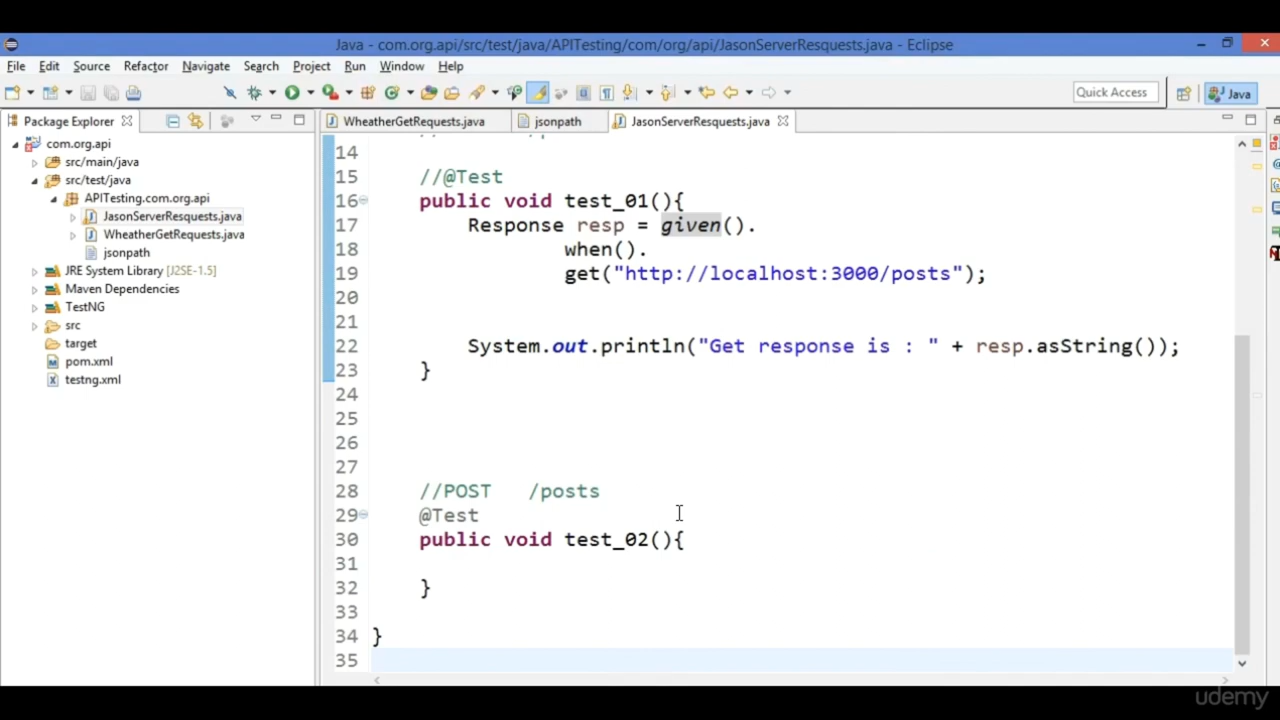 Java - com.org.api/src/test/java/APITesting/com/org/api/JasonServerResquests.java - Eclipse
File Edit Source Refactor Navigate Search Project Run Window Help
Quick Access
Java
Package Explorer
WheatherGetRequests.java
jsonpath
JasonServerResquests.java
com.org.api
src/main/java
src/test/java
APITesting.com.org.api
JasonServerResquests.java
WheatherGetRequests.java
jsonpath
JRE System Library [J2SE-1.5]
Maven Dependencies
TestNG
src
target
pom.xml
testng.xml
14
15 //@Test
16 public void test_01(){
17 Response resp = given().
18 when().
19 get("http://localhost:3000/posts");
20
21
22 System.out.println("Get response is : " + resp.asString());
23 }
24
25
26
27
28 //POST /posts
29 @Test
30 public void test_02(){
31
32 }
33
34 }
35
udemy